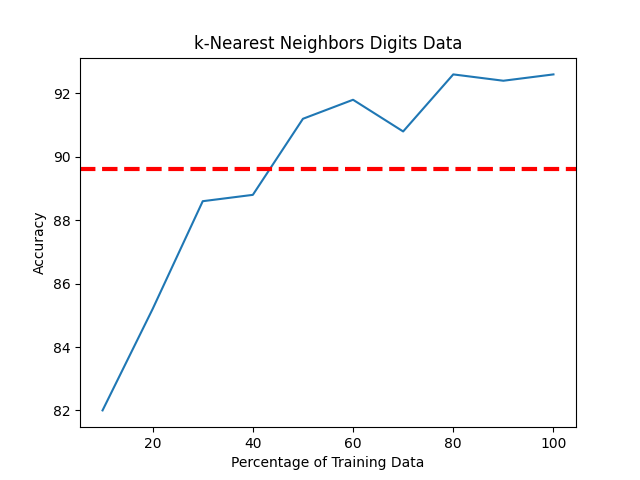 k-Nearest Neighbors Digits Data
92
90
88
86
84
82
Accuracy
20 40 60 80 100
Percentage of Training Data